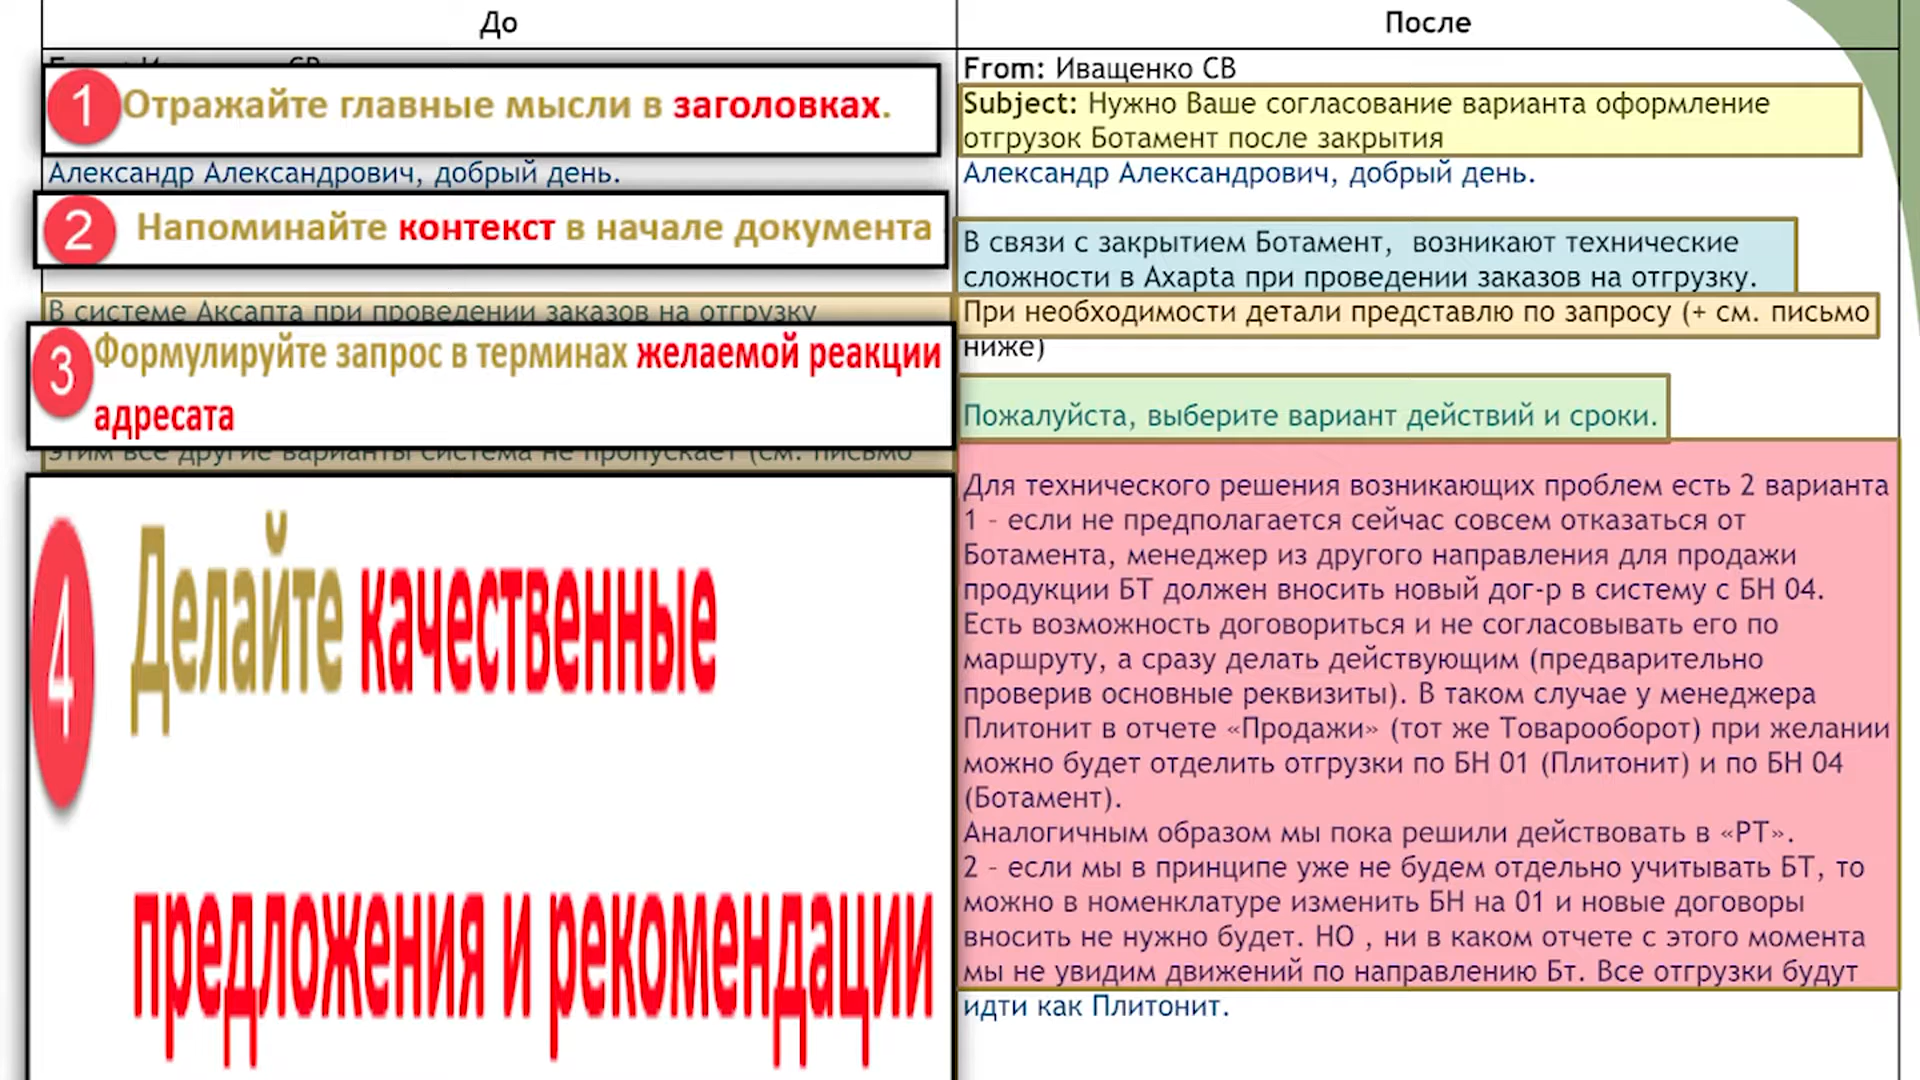 До
После
1
Отражайте главные мысли в заголовках.
Александр Александрович, добрый день.
2
Напоминайте контекст в начале документа
В системе Аксапта при проведении заказов на отгрузку
3
Формулируйте запрос в терминах желаемой реакции
адресата
этим все другие варианты система не пропускает (см. письмо
4
Делайте качественные
предложения и рекомендации
From: Иващенко СВ
Subject: Нужно Ваше согласование варианта оформление
отгрузок Ботамент после закрытия
Александр Александрович, добрый день.
В связи с закрытием Ботамент, возникают технические
сложности в Ахарta при проведении заказов на отгрузку.
При необходимости детали представлю по запросу (+ см. письмо
ниже)
Пожалуйста, выберите вариант действий и сроки.
Для технического решения возникающих проблем есть 2 варианта
1 – если не предполагается сейчас совсем отказаться от
Ботамента, менеджер из другого направления для продажи
продукции БТ должен вносить новый дог-р в систему с БН 04.
Есть возможность договориться и не согласовывать его по
маршруту, а сразу делать действующим (предварительно
проверив основные реквизиты). В таком случае у менеджера
Плитонит в отчете «Продажи» (тот же Товарооборот) при желании
можно будет отделить отгрузки по БН 01 (Плитонит) и по БН 04
(Ботамент).
Аналогичным образом мы пока решили действовать в «РТ».
2 – если мы в принципе уже не будем отдельно учитывать БТ, то
можно в номенклатуре изменить БН на 01 и новые договоры
вносить не нужно будет. НО , ни в каком отчете с этого момента
мы не увидим движений по направлению Бт. Все отгрузки будут
идти как Плитонит.